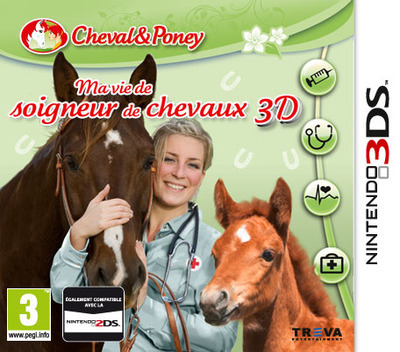 Cheval&Poney
Ma vie de
soigneur de chevaux 3D
NINTENDO 3DS
3
www.pegi.info
ÉGALEMENT COMPATIBLE
AVEC LA
NINTENDO 2DS
TREVA
ENTERTAINMENT